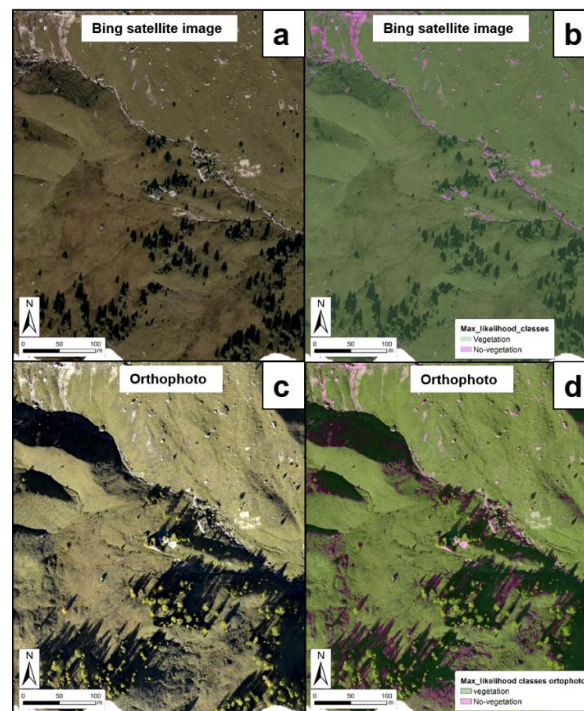 Bing satellite image
a
N
0 50 100
m
Bing satellite image
b
N
0 50 100
m
Max_likelihood_classes
Vegetation
No-vegetation
Orthophoto
c
N
0 50 100
m
Orthophoto
d
N
0 50 100
m
Max_likelihood classes ortophoto
vegetation
No-vegetation